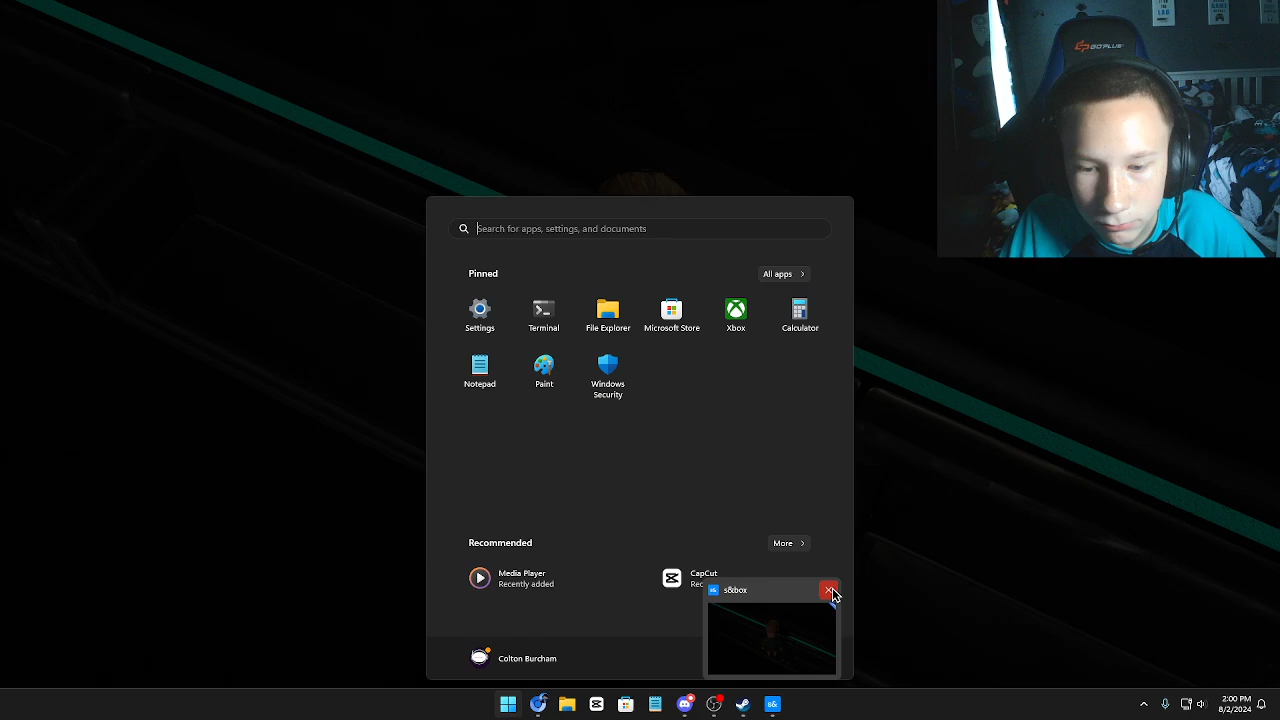 GOPLUS
Search for apps, settings, and documents
Pinned
All apps
Settings
Terminal
File Explorer
Microsoft Store
Xbox
Calculator
Notepad
Paint
Windows Security
Recommended
More
Media Player
Recently added
CapCut
s&box
Colton Burcham
s&
2:00 PM
8/2/2024